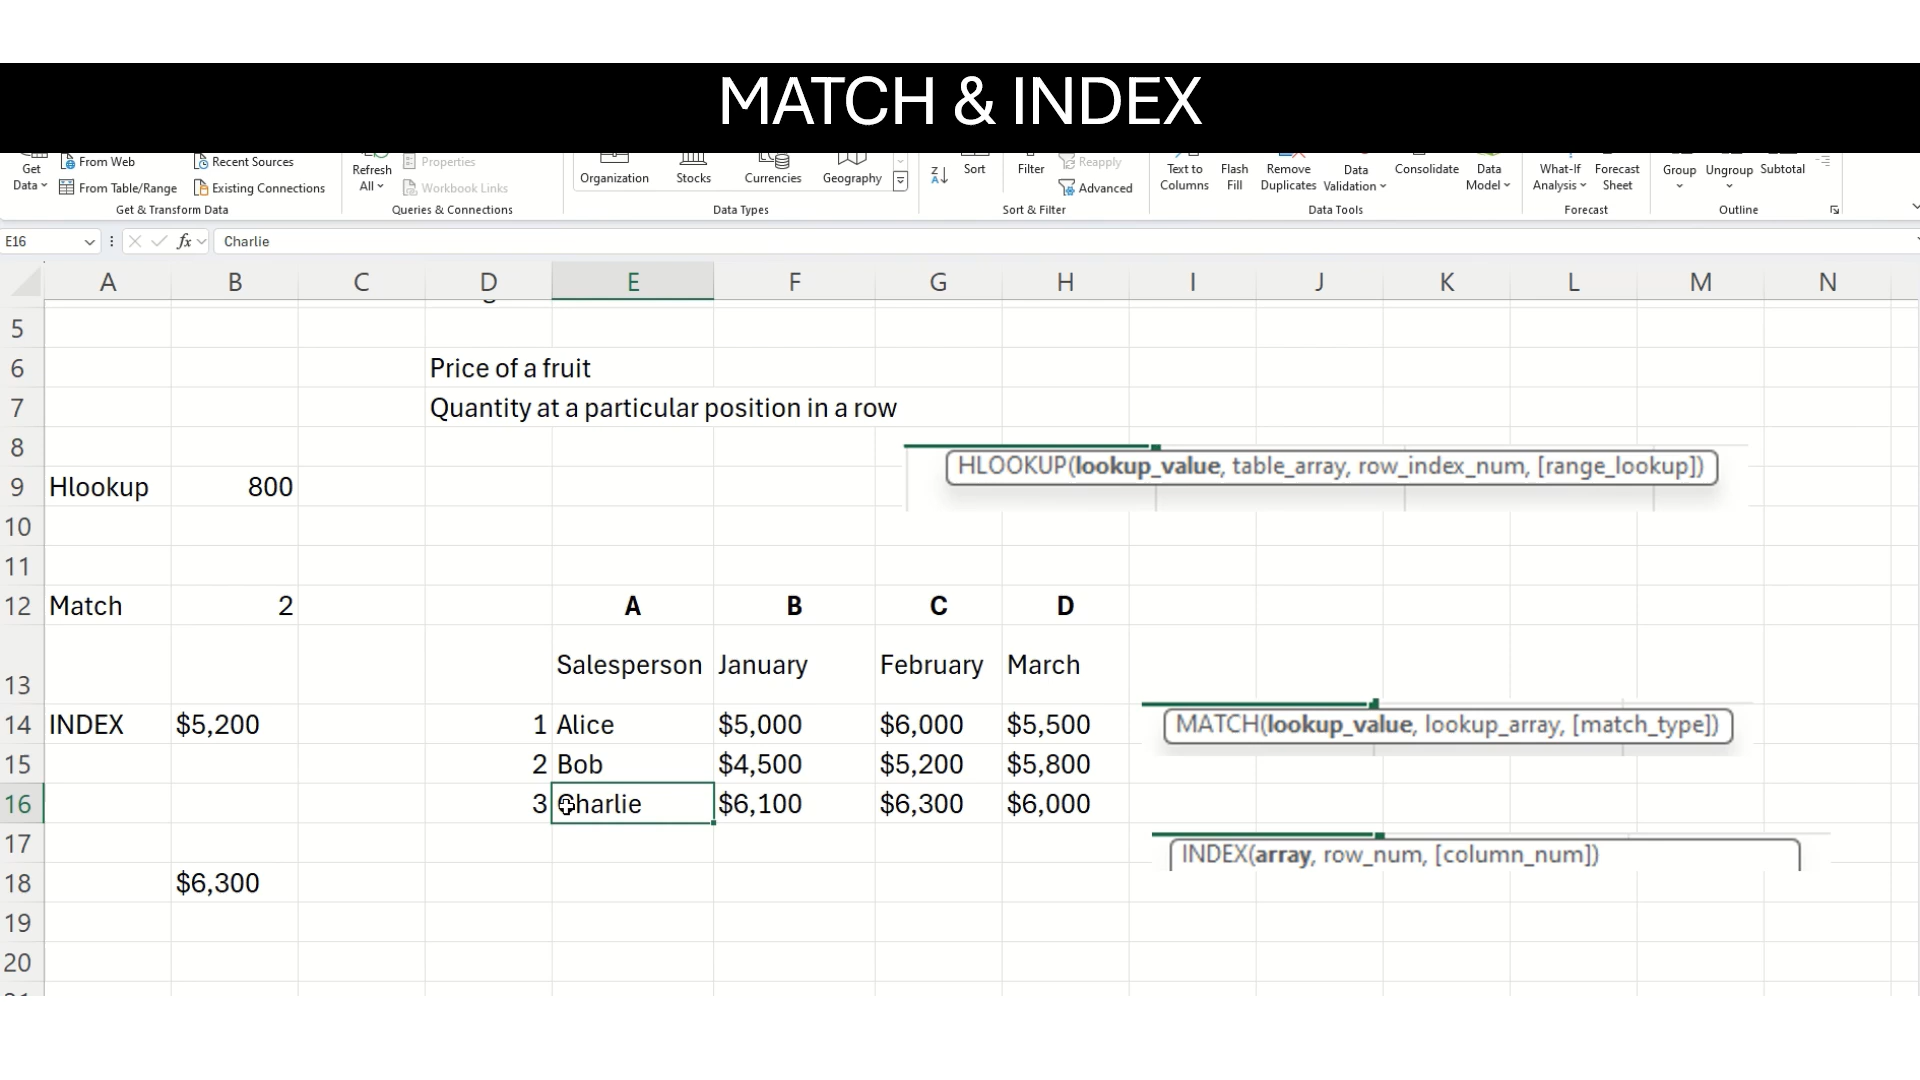 MATCH & INDEX
Get Data
From Web
From Table/Range
Recent Sources
Existing Connections
Get & Transform Data
Refresh All
Properties
Workbook Links
Queries & Connections
Organization
Stocks
Currencies
Geography
Data Types
Sort
Filter
Reapply
Advanced
Sort & Filter
Text to Columns
Flash Fill
Remove Duplicates
Data Validation
Consolidate
Data Model
Data Tools
What-If Analysis
Forecast Sheet
Forecast
Group
Ungroup
Subtotal
Outline
E16 fx Charlie
A B C D E F G H I J K L M N
5
6 Price of a fruit
7 Quantity at a particular position in a row
8
HLOOKUP(lookup_value, table_array, row_index_num, [range_lookup])
9 Hlookup 800
10
11
12 Match 2 A B C D
13 Salesperson January February March
14 INDEX $5,200 1 Alice $5,000 $6,000 $5,500
MATCH(lookup_value, lookup_array, [match_type])
15 2 Bob $4,500 $5,200 $5,800
16 3 Charlie $6,100 $6,300 $6,000
17
INDEX(array, row_num, [column_num])
18 $6,300
19
20